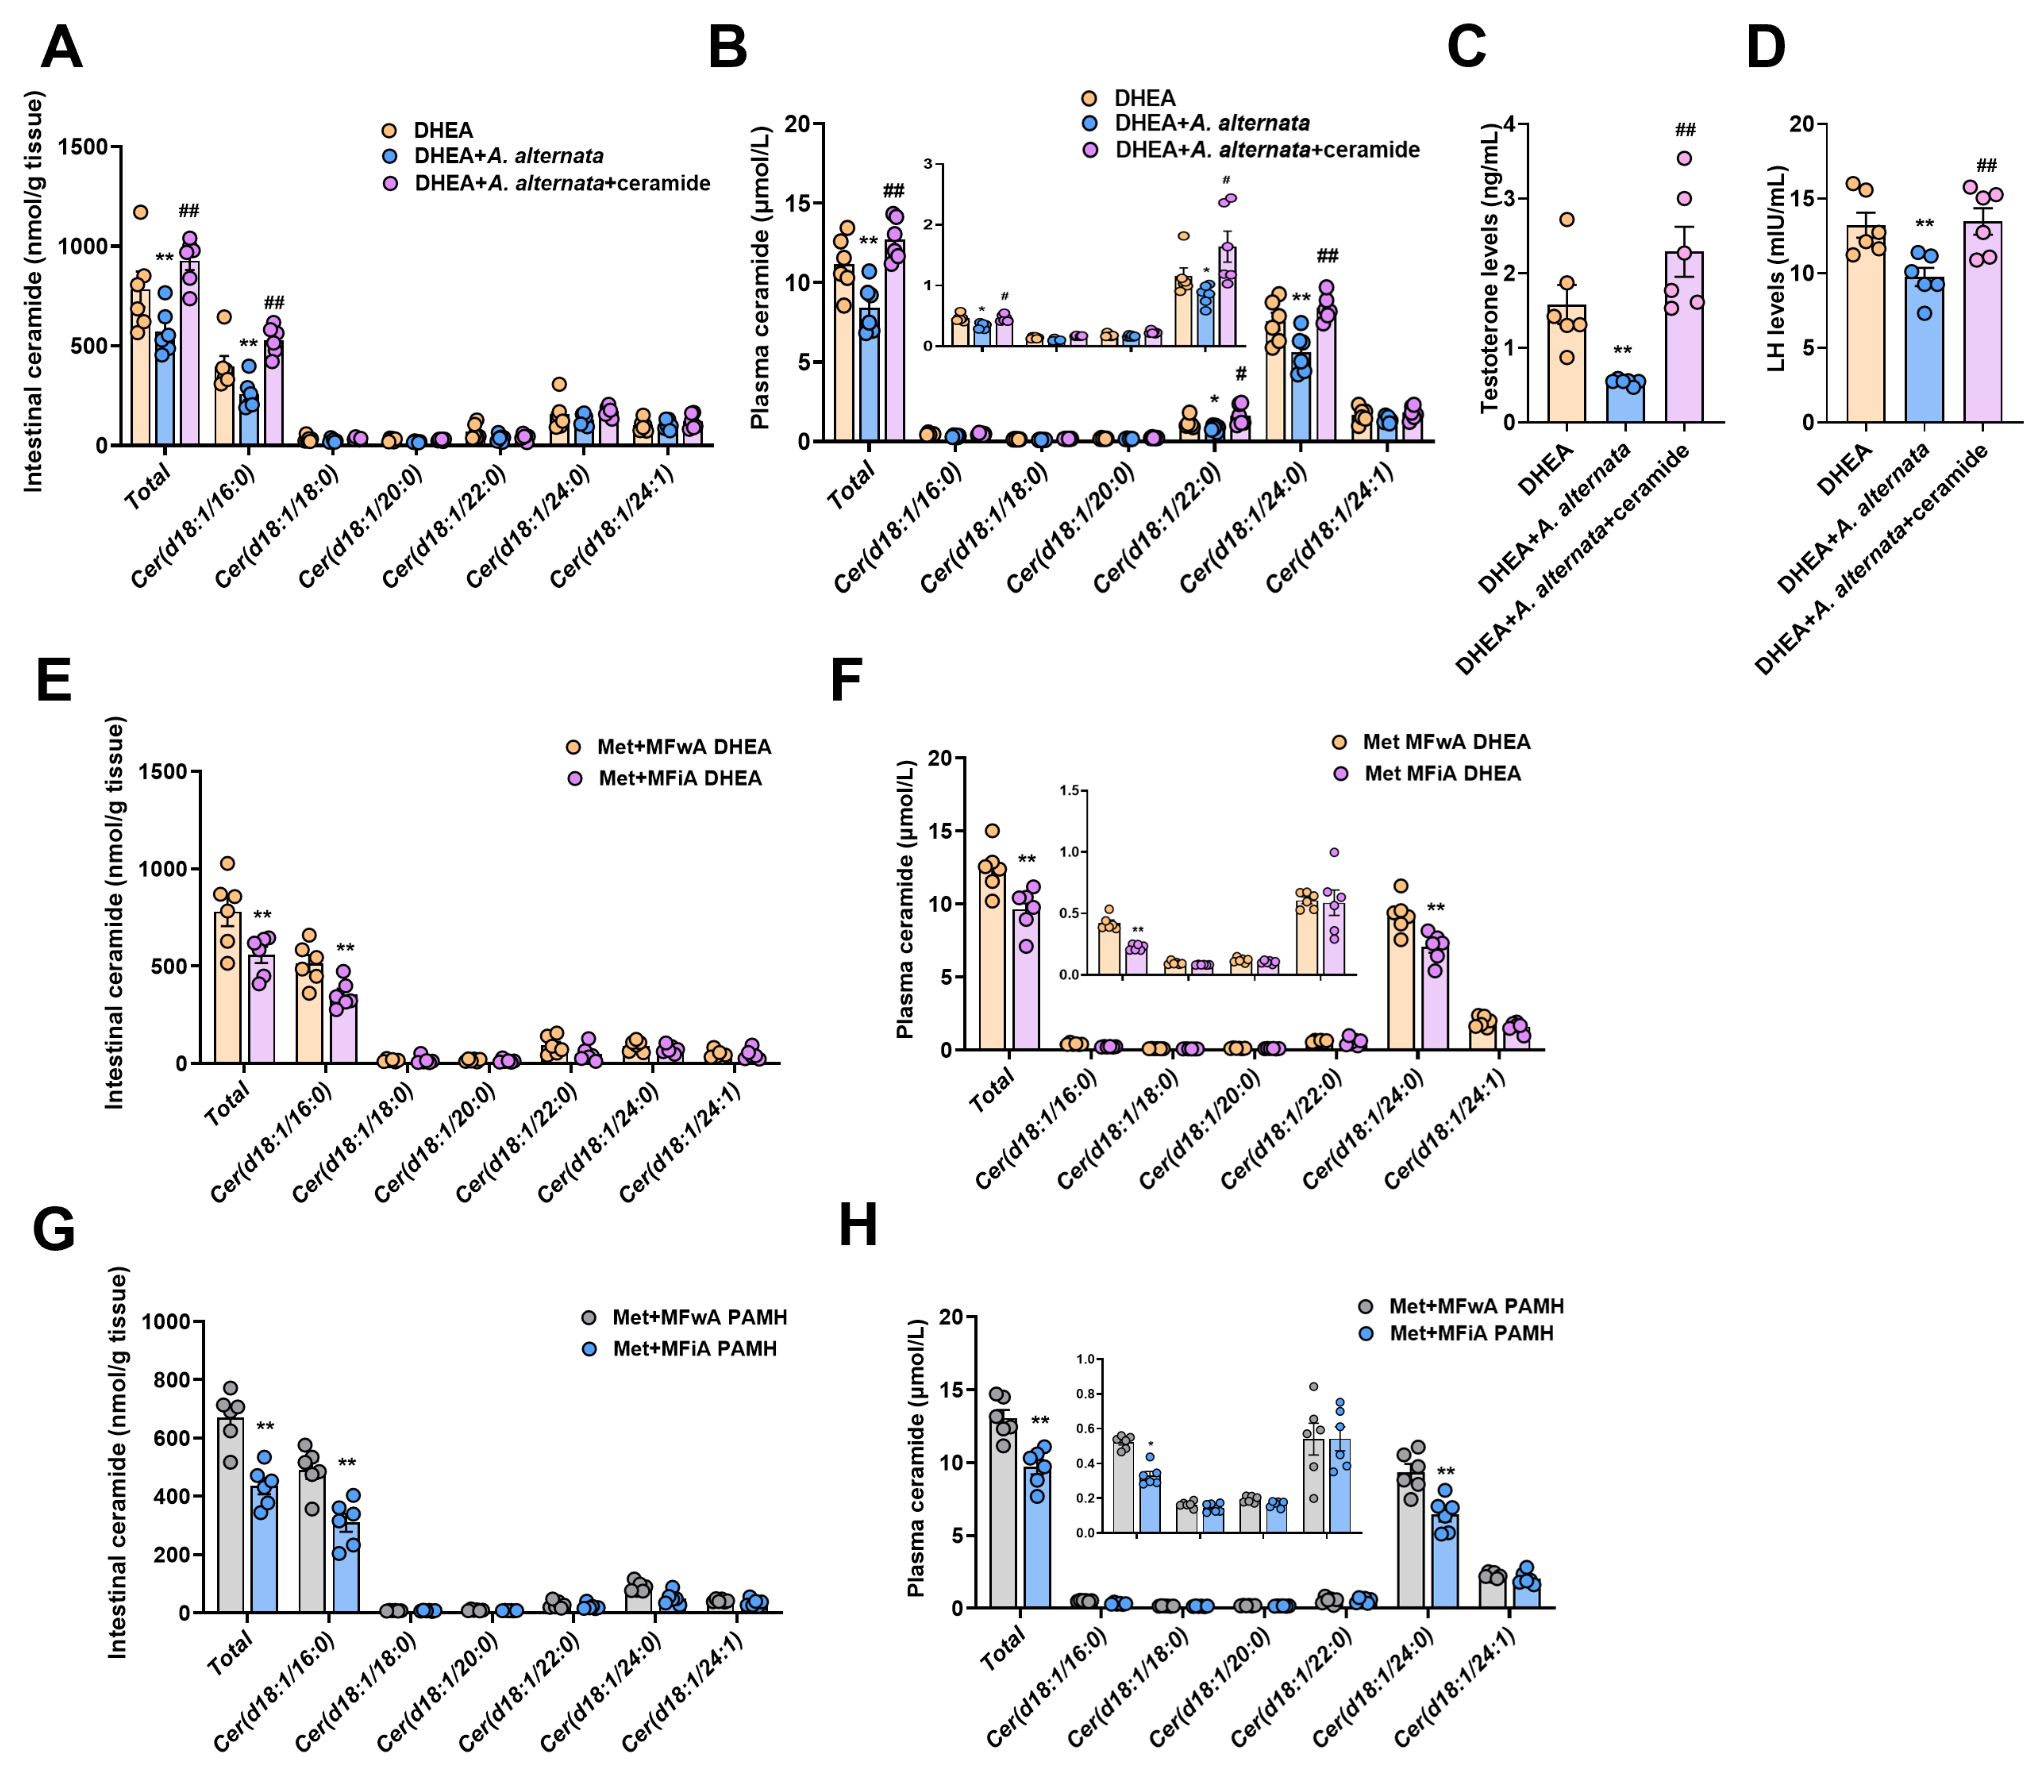 A
Intestinal ceramide (nmol/g tissue)
1500
1000
500
0
DHEA
DHEA+A. alternata
DHEA+A. alternata+ceramide
** ##
** ##
Total
Cer(d18:1/16:0)
Cer(d18:1/18:0)
Cer(d18:1/20:0)
Cer(d18:1/22:0)
Cer(d18:1/24:0)
Cer(d18:1/24:1)
B
Plasma ceramide (μmol/L)
20
15
10
5
0
DHEA
DHEA+A. alternata
DHEA+A. alternata+ceramide
3
2
1
0
* #
* #
** ##
* #
** ##
Total
Cer(d18:1/16:0)
Cer(d18:1/18:0)
Cer(d18:1/20:0)
Cer(d18:1/22:0)
Cer(d18:1/24:0)
Cer(d18:1/24:1)
C
Testoterone levels (ng/mL)
4
3
2
1
0
** ##
DHEA
DHEA+A. alternata
DHEA+A. alternata+ceramide
D
LH levels (mIU/mL)
20
15
10
5
0
** ##
DHEA
DHEA+A. alternata
DHEA+A. alternata+ceramide
E
Intestinal ceramide (nmol/g tissue)
1500
1000
500
0
Met+MFwA DHEA
Met+MFiA DHEA
**
**
Total
Cer(d18:1/16:0)
Cer(d18:1/18:0)
Cer(d18:1/20:0)
Cer(d18:1/22:0)
Cer(d18:1/24:0)
Cer(d18:1/24:1)
F
Plasma ceramide (μmol/L)
20
15
10
5
0
Met MFwA DHEA
Met MFiA DHEA
1.5
1.0
0.5
0.0
**
**
**
Total
Cer(d18:1/16:0)
Cer(d18:1/18:0)
Cer(d18:1/20:0)
Cer(d18:1/22:0)
Cer(d18:1/24:0)
Cer(d18:1/24:1)
G
Intestinal ceramide (nmol/g tissue)
1000
800
600
400
200
0
Met+MFwA PAMH
Met+MFiA PAMH
**
**
Total
Cer(d18:1/16:0)
Cer(d18:1/18:0)
Cer(d18:1/20:0)
Cer(d18:1/22:0)
Cer(d18:1/24:0)
Cer(d18:1/24:1)
H
Plasma ceramide (μmol/L)
20
15
10
5
0
Met+MFwA PAMH
Met+MFiA PAMH
1.0
0.8
0.6
0.4
0.2
0.0
*
**
**
Total
Cer(d18:1/16:0)
Cer(d18:1/18:0)
Cer(d18:1/20:0)
Cer(d18:1/22:0)
Cer(d18:1/24:0)
Cer(d18:1/24:1)